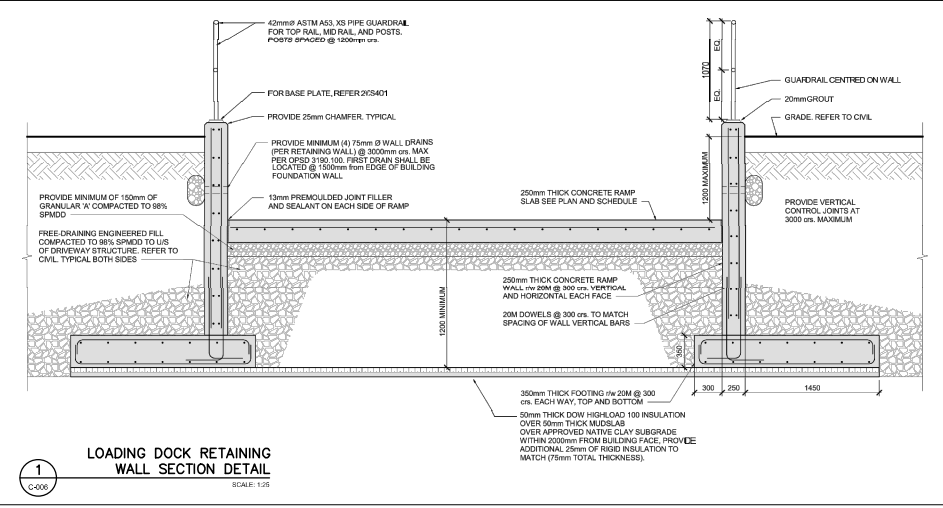 42mmØ ASTM A53, XS PIPE GUARDRAIL
FOR TOP RAIL, MID RAIL, AND POSTS.
POSTS SPACED @ 1200mm crs.
FOR BASE PLATE, REFER
PROVIDE 25mm CHAMFER. TYPICAL
PROVIDE MINIMUM (4) 75mm Ø WALL DRAINS
(PER RETAINING WALL) @ 3000mm crs. MAX
PER OPSD 3190.100. FIRST DRAIN SHALL BE
LOCATED @ 1500mm from EDGE OF BUILDING
FOUNDATION WALL
13mm PREMOULDED JOINT FILLER
AND SEALANT ON EACH SIDE OF RAMP
PROVIDE MINIMUM OF 150mm OF
GRANULAR 'A' COMPACTED TO 98%
SPMDD
FREE-DRAINING ENGINEERED FILL
COMPACTED TO 98% SPMDD TO U/S
OF DRIVEWAY STRUCTURE. REFER TO
CIVIL. TYPICAL BOTH SIDES
1200 MINIMUM
250mm THICK CONCRETE RAMP
SLAB SEE PLAN AND SCHEDULE
EQ.
EQ.
1070
1200 MAXIMUM
GUARDRAIL CENTRED ON WALL
20mm GROUT
GRADE. REFER TO CIVIL
PROVIDE VERTICAL
CONTROL JOINTS AT
3000 crs. MAXIMUM
250mm THICK CONCRETE RAMP
WALL r/w 20M @ 300 crs. VERTICAL
AND HORIZONTAL EACH FACE
20M DOWELS @ 300 crs. TO MATCH
SPACING OF WALL VERTICAL BARS
350
300
250
1450
350mm THICK FOOTING r/w 20M @ 300
crs. EACH WAY, TOP AND BOTTOM
50mm THICK DOW HIGHLOAD 100 INSULATION
OVER 50mm THICK MUDSLAB
OVER APPROVED NATIVE CLAY SUBGRADE
WITHIN 2000mm FROM BUILDING FACE, PROVIDE
ADDITIONAL 25mm OF RIGID INSULATION TO
MATCH (75mm TOTAL THICKNESS).
1
C-006
LOADING DOCK RETAINING
WALL SECTION DETAIL
SCALE: 1:25